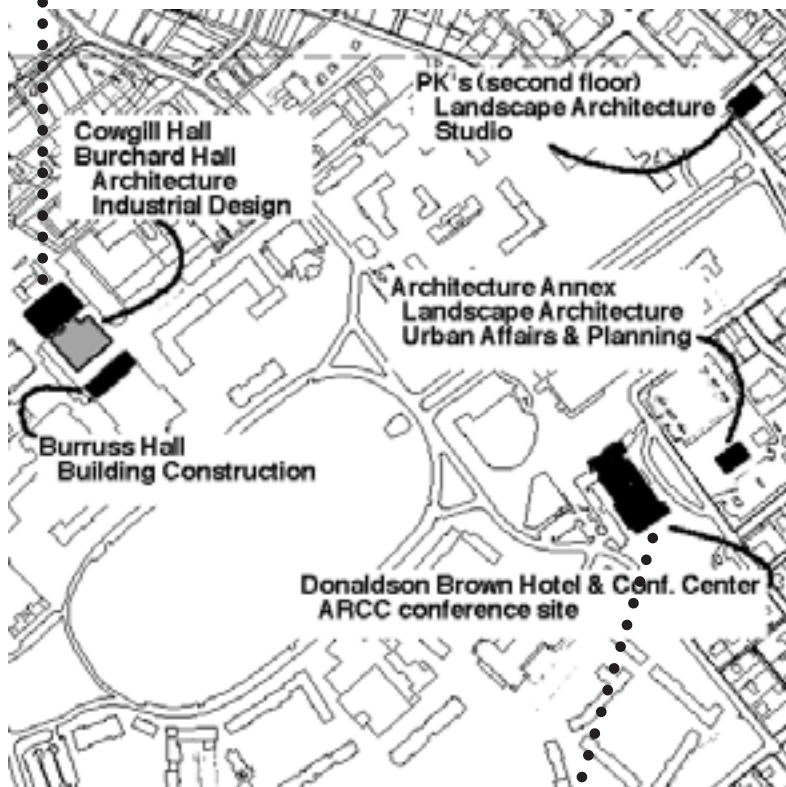 PK's (second floor)
Landscape Architecture
Studio
Cowgill Hall
Burchard Hall
Architecture
Industrial Design
Architecture Annex
Landscape Architecture
Urban Affairs & Planning
Burruss Hall
Building Construction
Donaldson Brown Hotel & Conf. Center
ARCC conference site